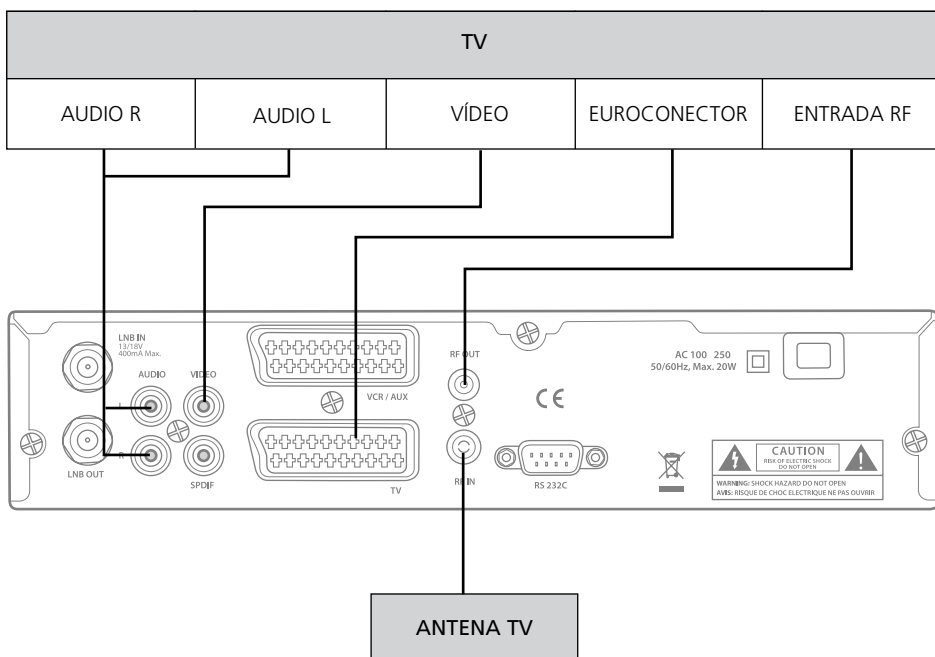 TV
AUDIO R
AUDIO L
VÍDEO
EUROCONECTOR
ENTRADA RF
LNB IN
13/18V
400mA Max.
AUDIO
VIDEO
L
R
LNB OUT
SPDIF
VCR / AUX
TV
RF OUT
RF IN
RS 232C
CE
AC 100 250
50/60Hz, Max. 20W
CAUTION
RISK OF ELECTRIC SHOCK
DO NOT OPEN
WARNING: SHOCK HAZARD DO NOT OPEN
AVIS: RISQUE DE CHOC ELECTRIQUE NE PAS OUVRIR
ANTENA TV